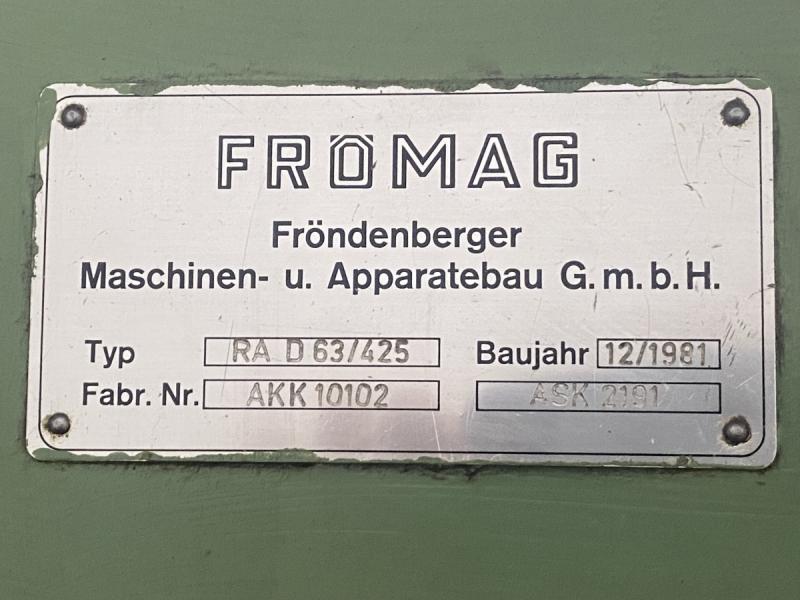 FRÖMAG
Fröndenberger
Maschinen- u. Apparatebau G.m.b.H.
Typ RA D 63/425 Baujahr 12/1981
Fabr. Nr. AKK 10102 ASK 2191